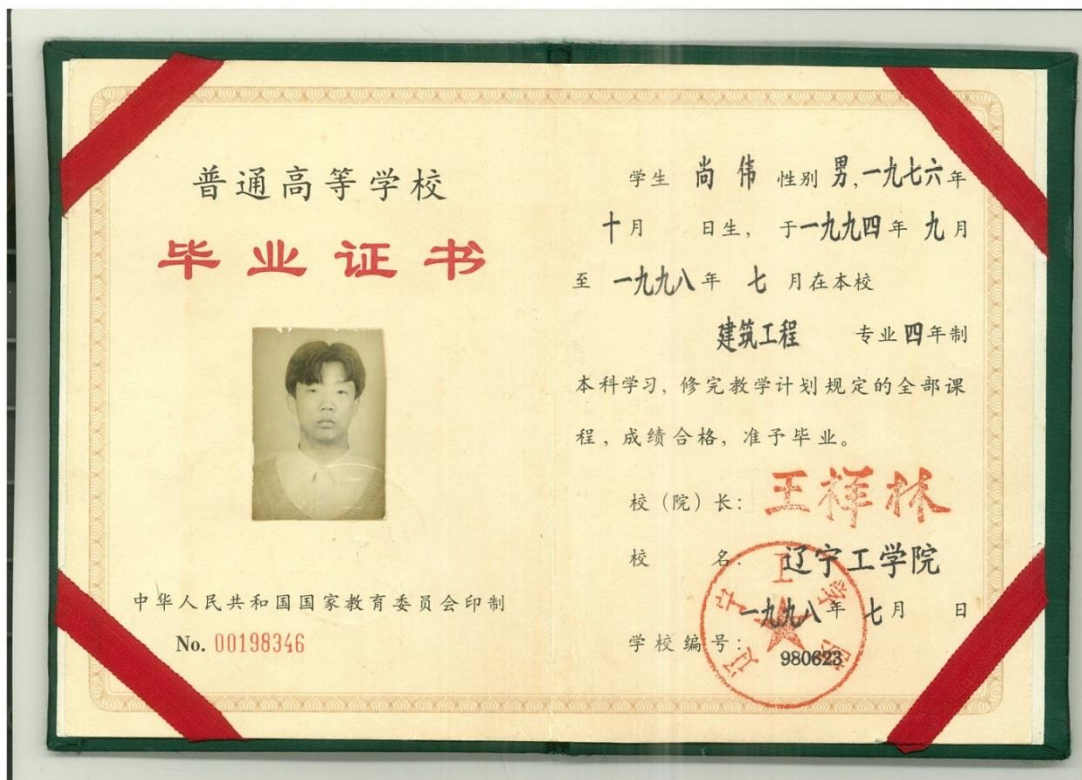 普通高等学校
毕业证书
中华人民共和国国家教育委员会印制
No. 00198346
学生 尚伟 性别 男,一九七六年
十月 日生, 于一九九四年 九月
至 一九九八年 七 月在本校
建筑工程 专业四年制
本科学习, 修完教学计划规定的全部课
程, 成绩合格, 准予毕业。
校(院)长: 王祥林
校 名: 辽宁工学院
一九九八年 七月 日
学校编号: 980623
辽宁工学院